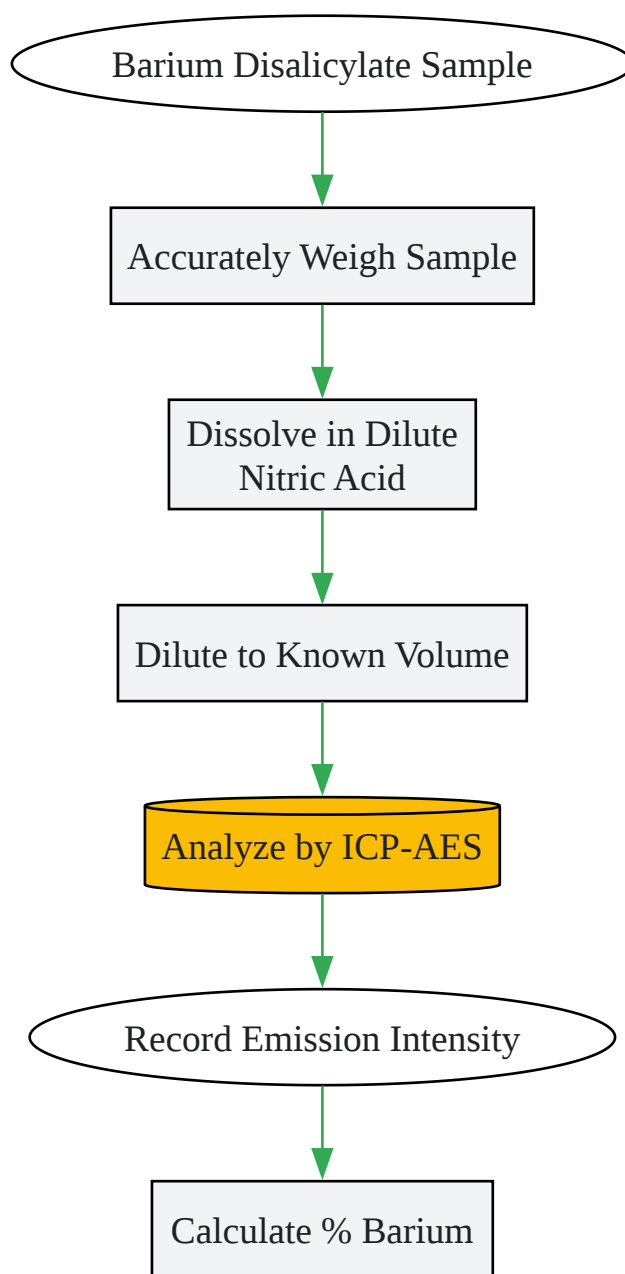 Barium Disalicylate Sample
Accurately Weigh Sample
Dissolve in Dilute
Nitric Acid
Dilute to Known Volume
Analyze by ICP-AES
Record Emission Intensity
Calculate % Barium